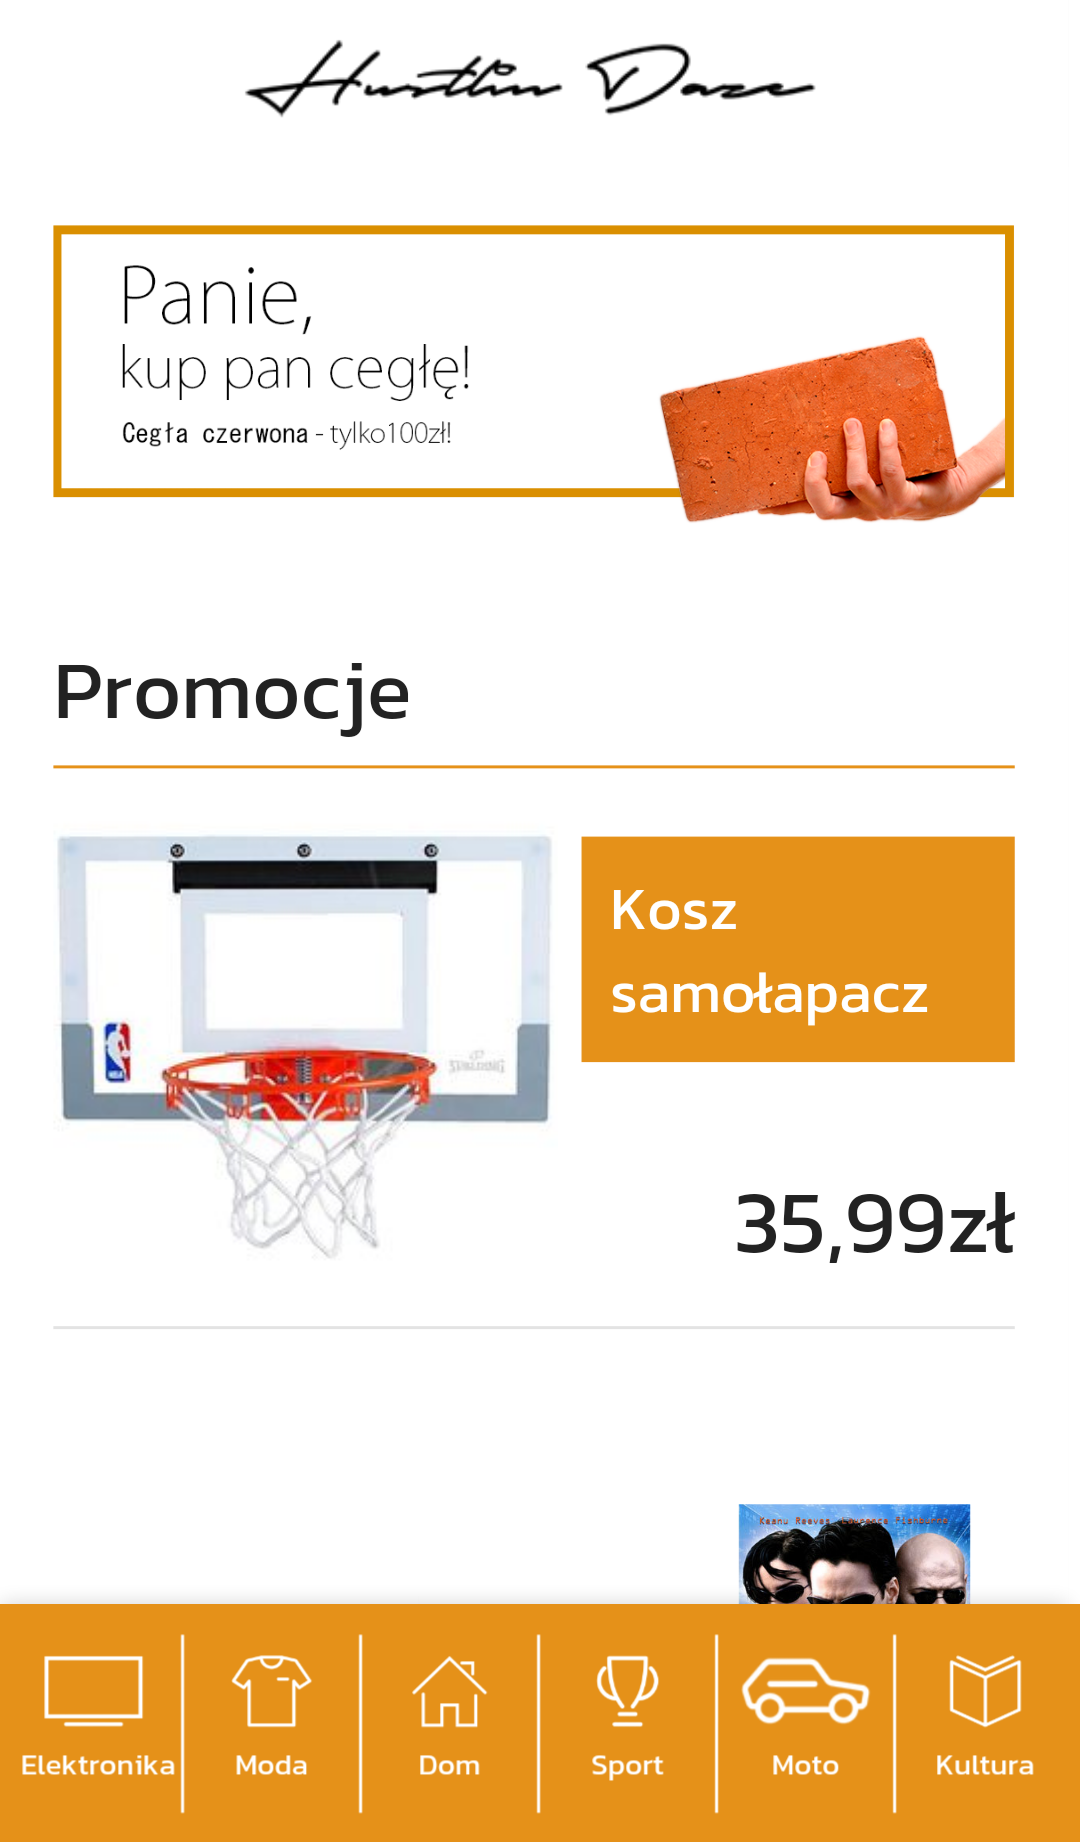 Hustlin Daze
Panie,
kup pan cegłę!
Cegła czerwona - tylko100zł!
Promocje
Kosz
samołapacz
NBA
SPALDING
35,99zł
Keanu Reeves Laurence Fishburne
Elektronika
Moda
Dom
Sport
Moto
Kultura